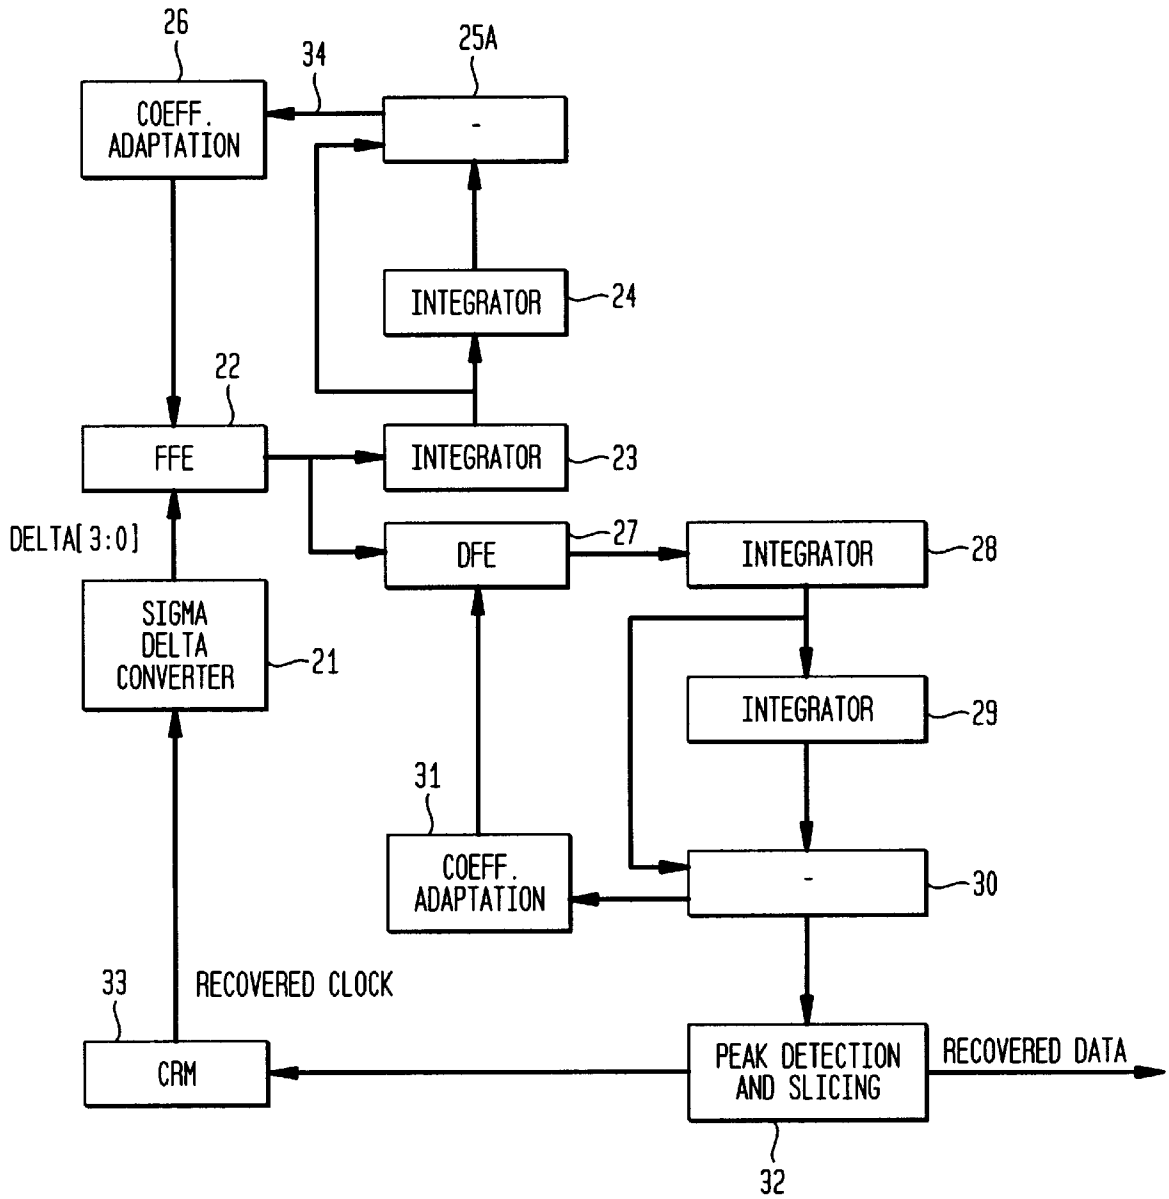 26
34
25A
COEFF.
ADAPTATION
-
INTEGRATOR
24
22
FFE
INTEGRATOR
23
DELTA[3:0]
27
DFE
INTEGRATOR
28
SIGMA
DELTA
CONVERTER
21
INTEGRATOR
29
31
COEFF.
ADAPTATION
-
30
33
RECOVERED CLOCK
CRM
PEAK DETECTION
AND SLICING
RECOVERED DATA
32